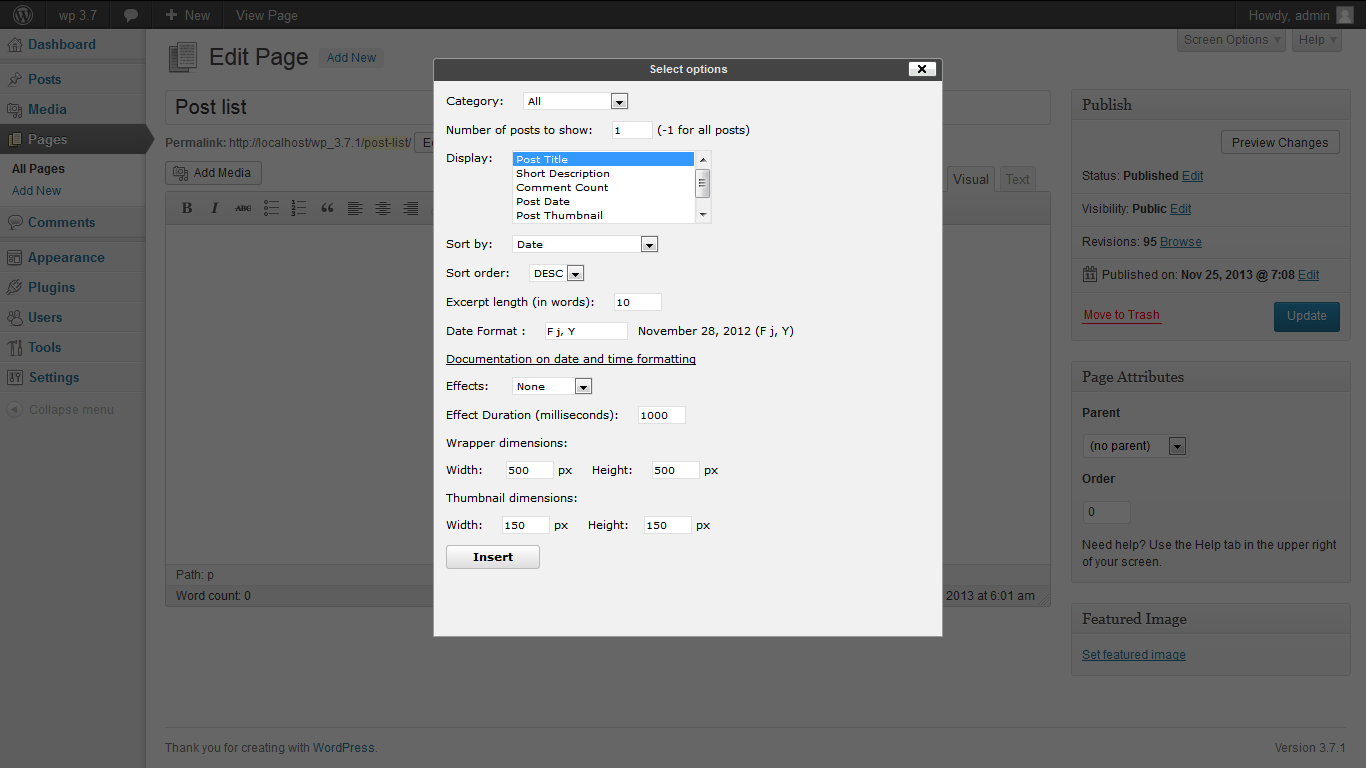 wp 3.7 New View Page Howdy, admin
Dashboard
Posts
Media
Pages
All Pages
Add New
Comments
Appearance
Plugins
Users
Tools
Settings
Collapse menu
Screen Options Help
Edit Page Add New
Post list
Permalink: http://localhost/wp_3.7.1/post-list/
Add Media
Visual Text
B I ABC
Path: p
Word count: 0 2013 at 6:01 am
Select options
Category: All
Number of posts to show: 1 (-1 for all posts)
Display: Post Title
Short Description
Comment Count
Post Date
Post Thumbnail
Sort by: Date
Sort order: DESC
Excerpt length (in words): 10
Date Format : F j, Y November 28, 2012 (F j, Y)
Documentation on date and time formatting
Effects: None
Effect Duration (milliseconds): 1000
Wrapper dimensions:
Width: 500 px Height: 500 px
Thumbnail dimensions:
Width: 150 px Height: 150 px
Insert
Publish
Preview Changes
Status: Published Edit
Visibility: Public Edit
Revisions: 95 Browse
Published on: Nov 25, 2013 @ 7:08 Edit
Move to Trash Update
Page Attributes
Parent
(no parent)
Order
0
Need help? Use the Help tab in the upper right
of your screen.
Featured Image
Set featured image
Thank you for creating with WordPress. Version 3.7.1